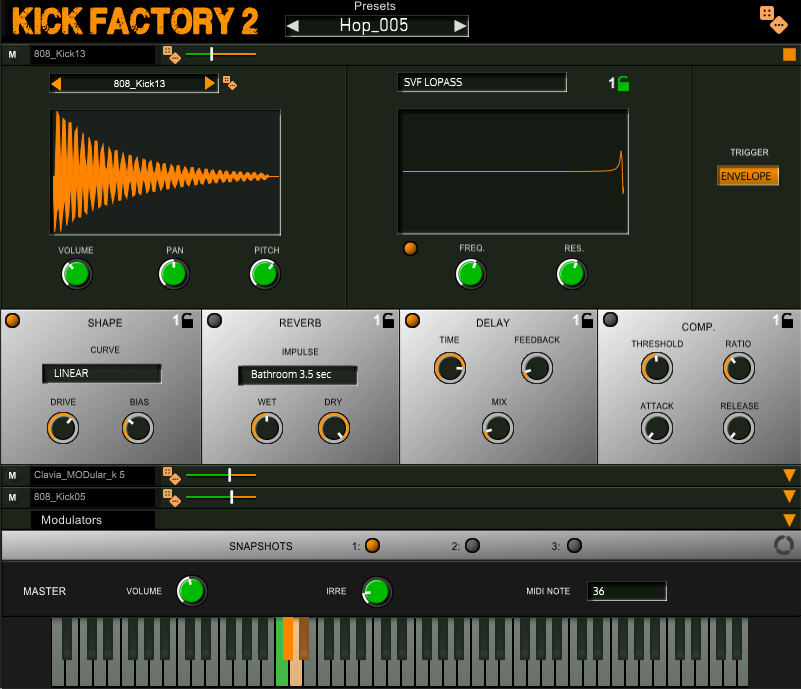 KICK FACTORY 2
Presets
Hop_005
M 808_Kick13
808_Kick13
SVF LOPASS
1
TRIGGER
ENVELOPE
VOLUME PAN PITCH
FREQ. RES.
SHAPE 1
CURVE
LINEAR
DRIVE BIAS
REVERB 1
IMPULSE
Bathroom 3.5 sec
WET DRY
DELAY 1
TIME FEEDBACK
MIX
COMP. 1
THRESHOLD RATIO
ATTACK RELEASE
M Clavia_MODular_k 5
M 808_Kick05
Modulators
SNAPSHOTS 1: 2: 3:
MASTER VOLUME IRRE MIDI NOTE 36